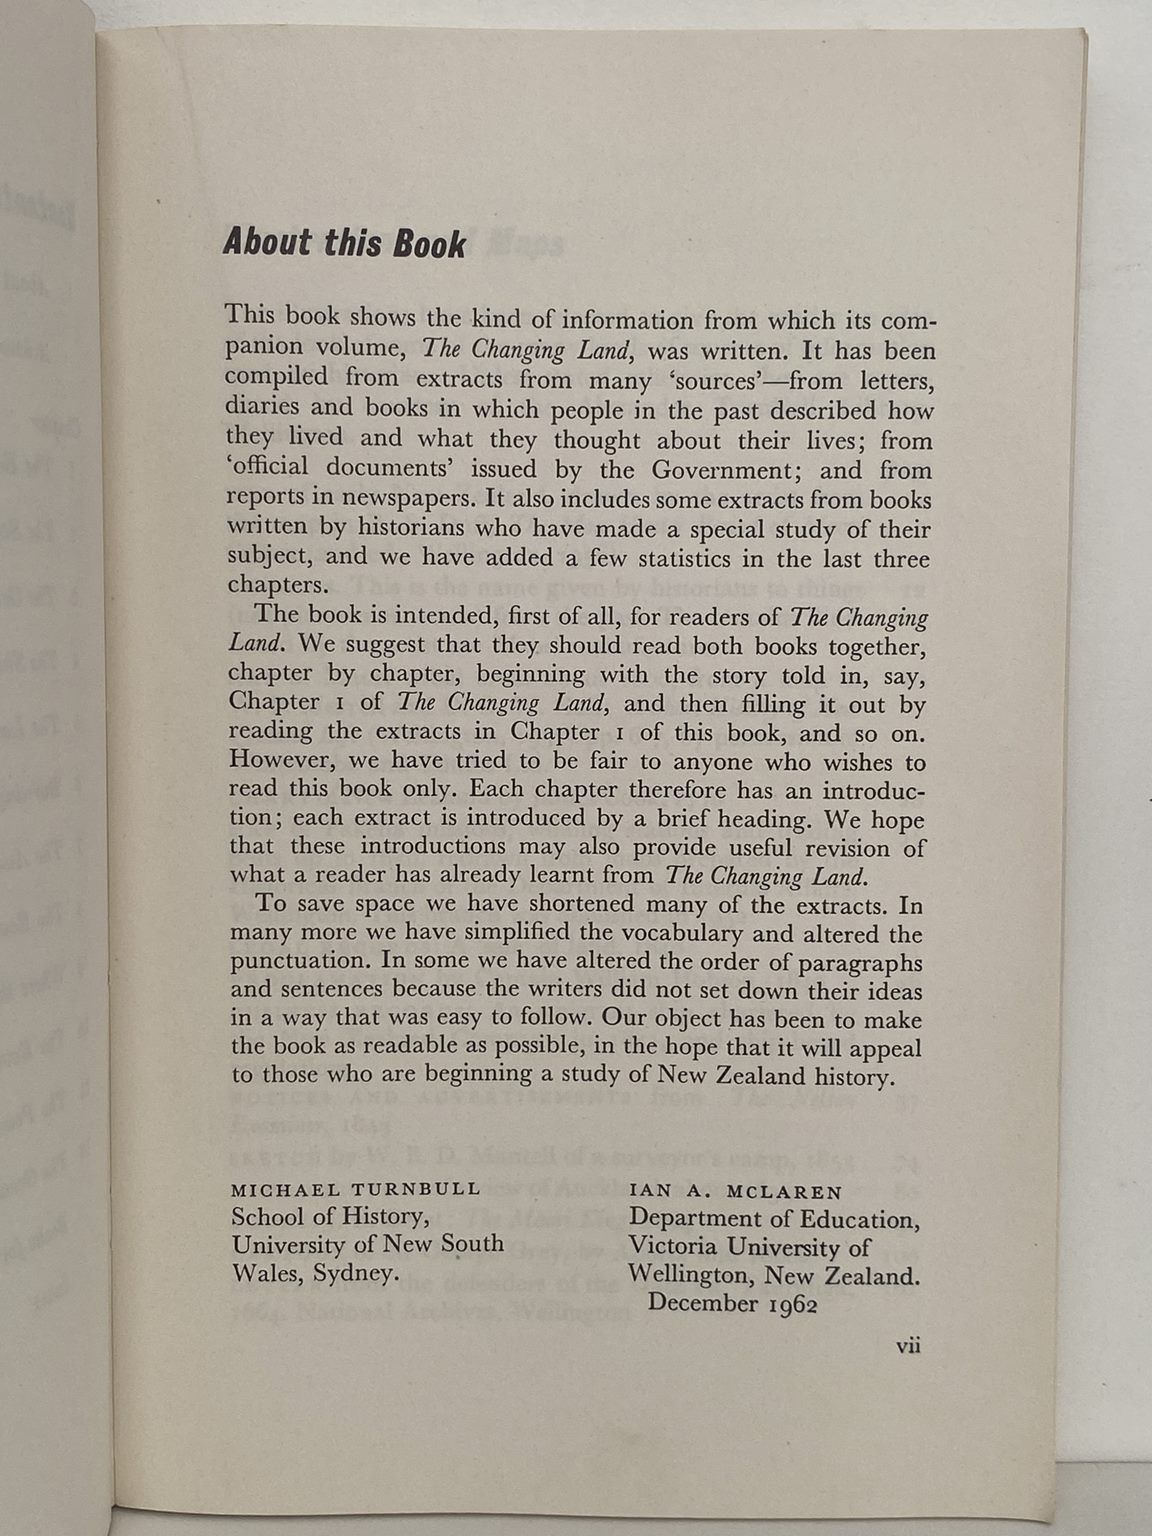 About this Book
This book shows the kind of information from which its com-
panion volume, The Changing Land, was written. It has been
compiled from extracts from many ‘sources’—from letters,
diaries and books in which people in the past described how
they lived and what they thought about their lives; from
‘official documents’ issued by the Government; and from
reports in newspapers. It also includes some extracts from books
written by historians who have made a special study of their
subject, and we have added a few statistics in the last three
chapters.
The book is intended, first of all, for readers of The Changing
Land. We suggest that they should read both books together,
chapter by chapter, beginning with the story told in, say,
Chapter 1 of The Changing Land, and then filling it out by
reading the extracts in Chapter 1 of this book, and so on.
However, we have tried to be fair to anyone who wishes to
read this book only. Each chapter therefore has an introduc-
tion; each extract is introduced by a brief heading. We hope
that these introductions may also provide useful revision of
what a reader has already learnt from The Changing Land.
To save space we have shortened many of the extracts. In
many more we have simplified the vocabulary and altered the
punctuation. In some we have altered the order of paragraphs
and sentences because the writers did not set down their ideas
in a way that was easy to follow. Our object has been to make
the book as readable as possible, in the hope that it will appeal
to those who are beginning a study of New Zealand history.
MICHAEL TURNBULL
School of History,
University of New South
Wales, Sydney.
IAN A. MCLAREN
Department of Education,
Victoria University of
Wellington, New Zealand.
December 1962
vii